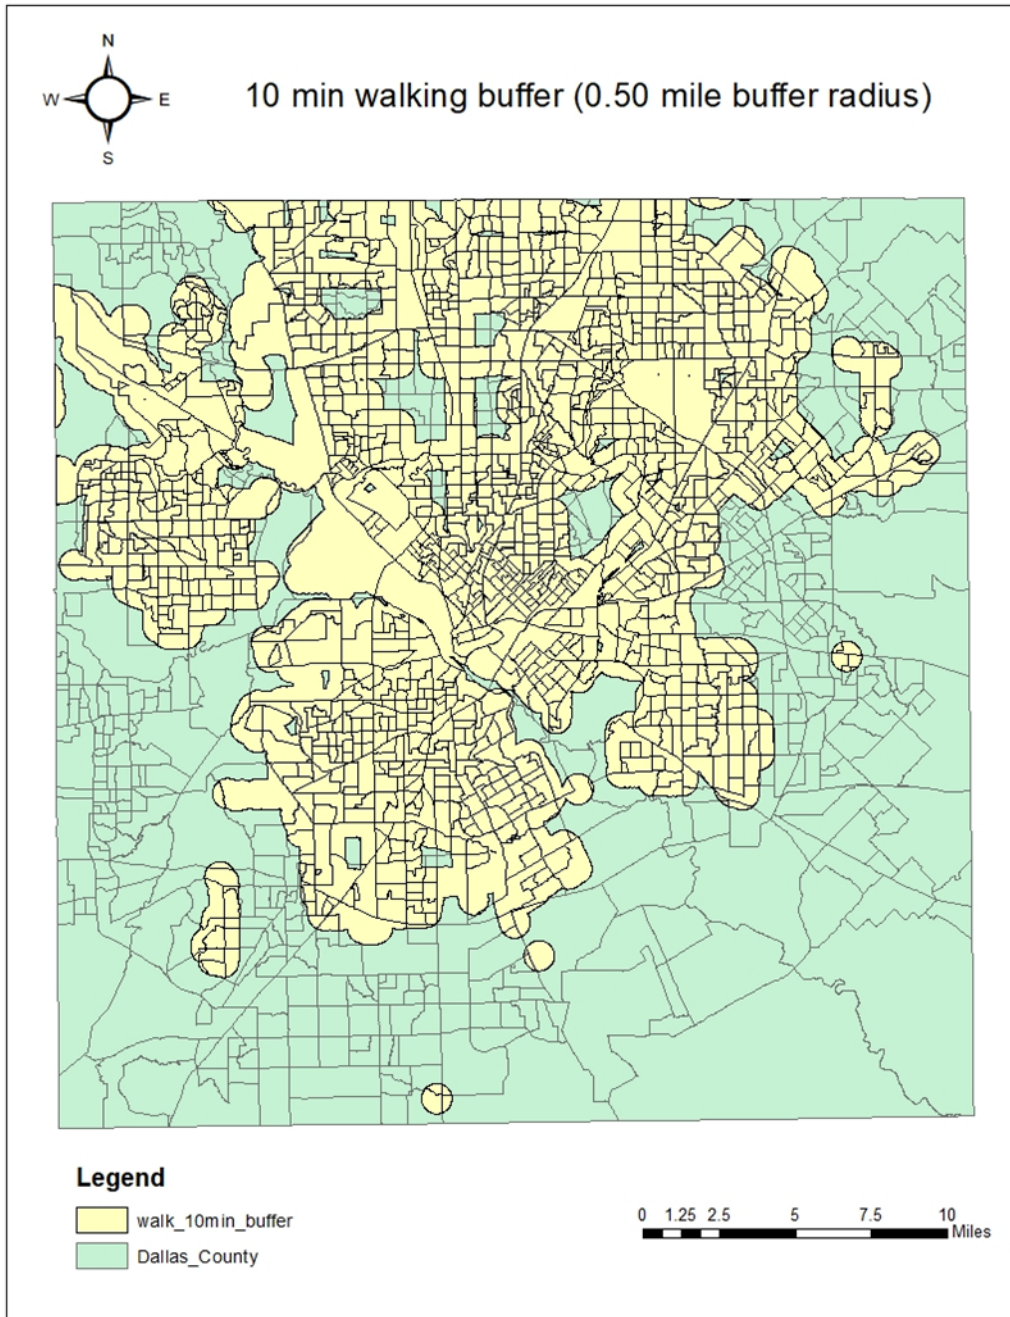 N
W E
S
10 min walking buffer (0.50 mile buffer radius)
Legend
walk_10min_buffer
Dallas_County
0 1.25 2.5 5 7.5 10
Miles